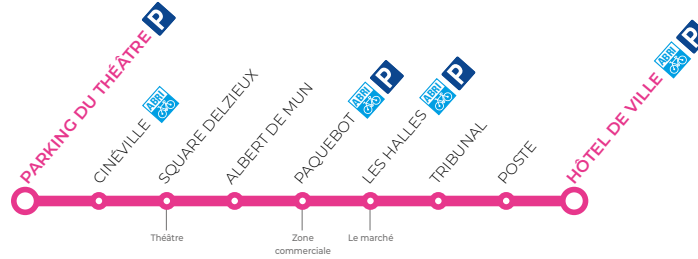 PARKING DU THÉÂTRE P
CINÉVILLE ABRI
SQUARE DELZIEUX
ALBERT DE MUN
PAQUEBOT ABRI P
LES HALLES ABRI P
TRIBUNAL
POSTE
HÔTEL DE VILLE ABRI P
Théâtre
Zone
commerciale
Le marché